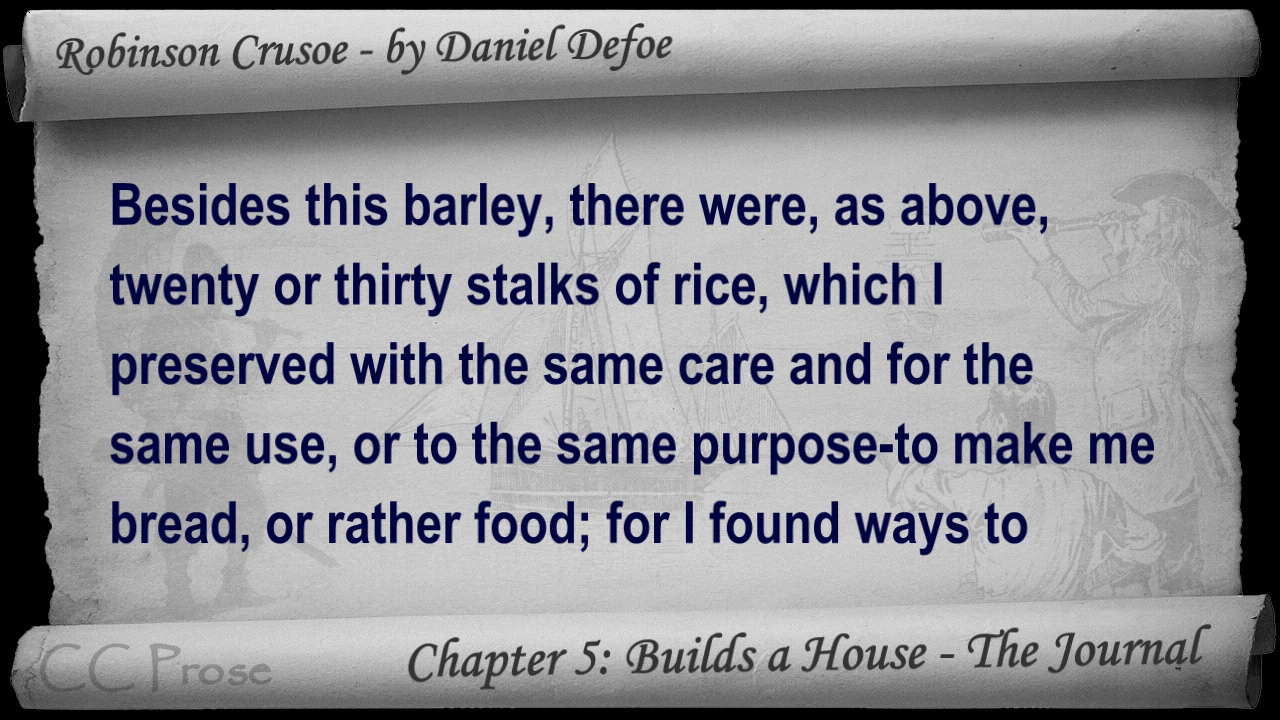 Robinson Crusoe - by Daniel Defoe
Besides this barley, there were, as above,
twenty or thirty stalks of rice, which I
preserved with the same care and for the
same use, or to the same purpose-to make me
bread, or rather food; for I found ways to
CC Prose
Chapter 5: Builds a House - The Journal